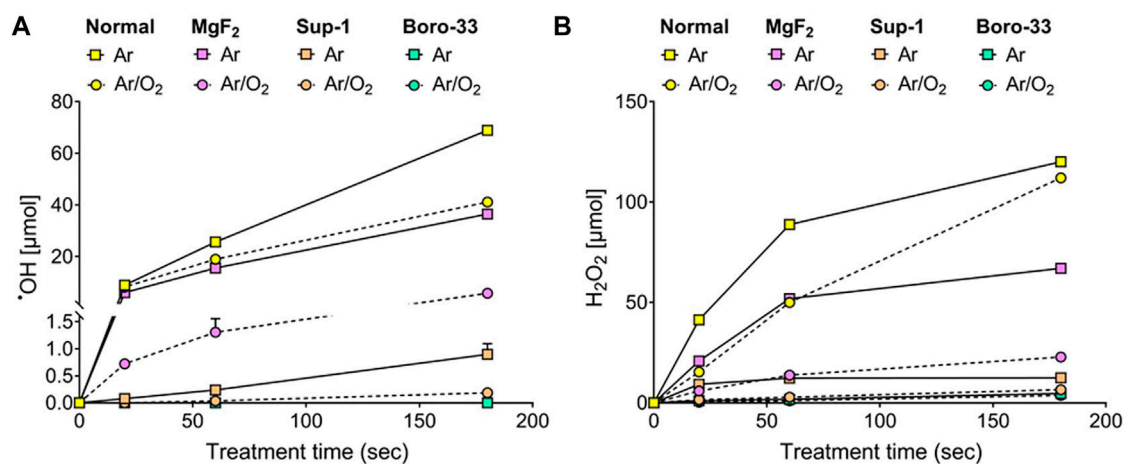 A
Normal MgF₂ Sup-1 Boro-33
Ar Ar Ar Ar
Ar/O₂ Ar/O₂ Ar/O₂ Ar/O₂
80
60
40
20
1.5
1.0
0.5
0.0
•OH [µmol]
0 50 100 150 200
Treatment time (sec)
B
Normal MgF₂ Sup-1 Boro-33
Ar Ar Ar Ar
Ar/O₂ Ar/O₂ Ar/O₂ Ar/O₂
150
100
50
0
H₂O₂ [µmol]
0 50 100 150 200
Treatment time (sec)